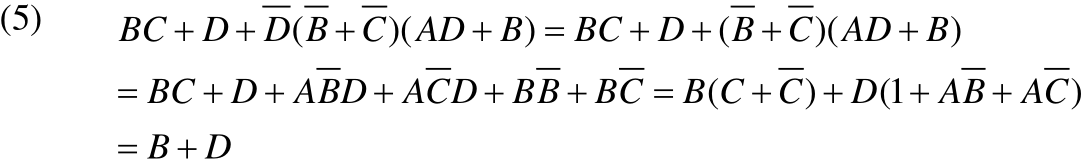 (5) BC + D + D̅(B̅ + C̅)(AD + B) = BC + D + (B̅ + C̅)(AD + B)
= BC + D + AB̅D + AC̅D + BB̅ + BC̅ = B(C + C̅) + D(1 + AB̅ + AC̅)
= B + D